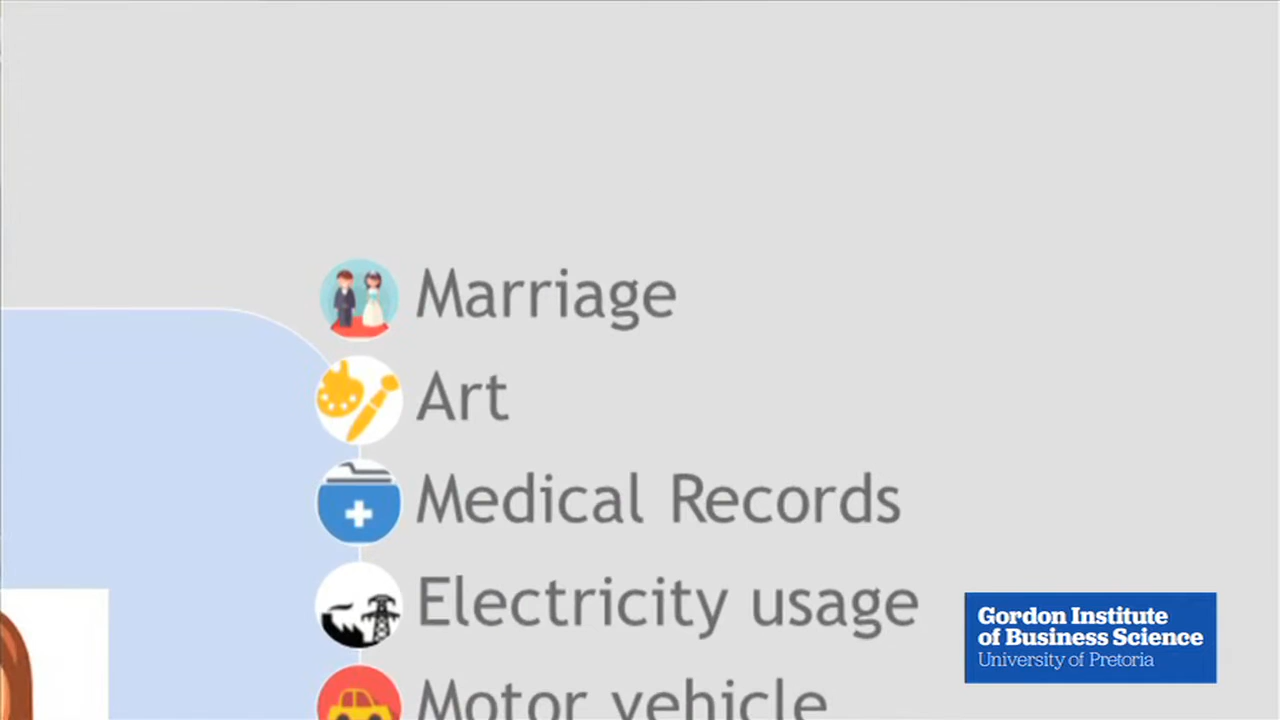 Marriage
Art
Medical Records
Electricity usage
Motor vehicle
Gordon Institute
of Business Science
University of Pretoria